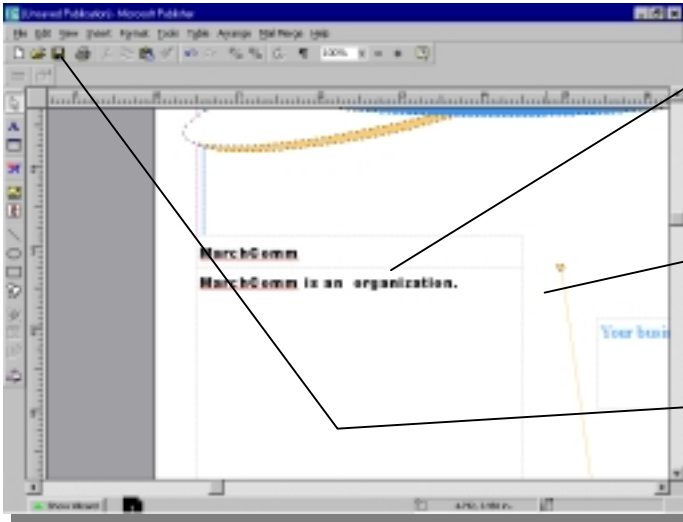 [Unsaved Publication] - Microsoft Publisher
File Edit View Insert Format Tools Table Arrange Mail Merge Help
100%
MarchComm
MarchComm is an organization.
Your busi
Show Wizard